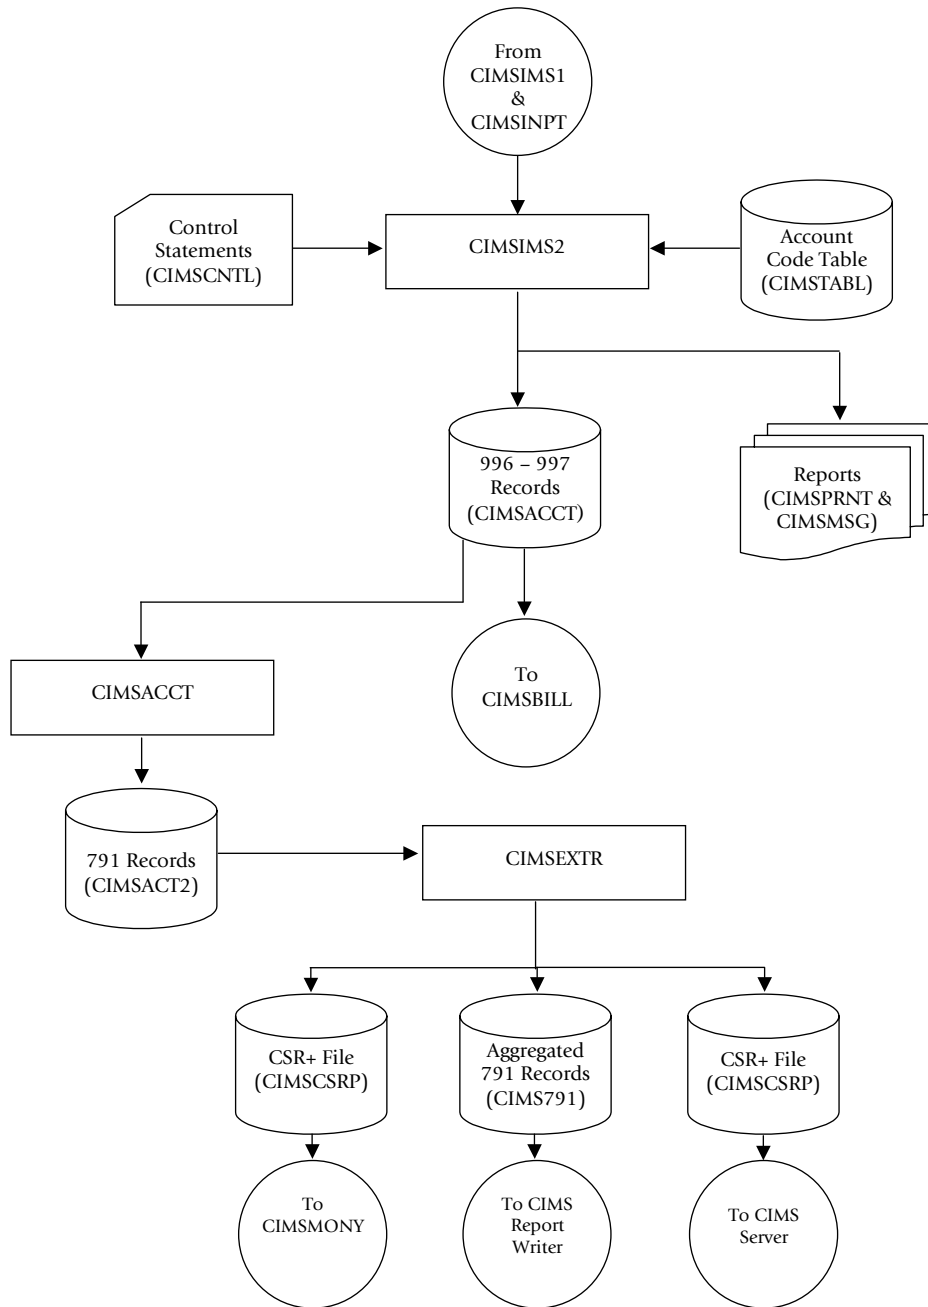 From
CIMSIMS1
&
CIMSINPT
Control
Statements
(CIMSCNTL)
CIMSIMS2
Account
Code Table
(CIMSTABL)
996 – 997
Records
(CIMSACCT)
Reports
(CIMSPRNT &
CIMSMSG)
To
CIMSBILL
CIMSACCT
791 Records
(CIMSACT2)
CIMSEXTR
CSR+ File
(CIMSCSRP)
Aggregated
791 Records
(CIMS791)
CSR+ File
(CIMSCSRP)
To
CIMSMONY
To CIMS
Report
Writer
To CIMS
Server